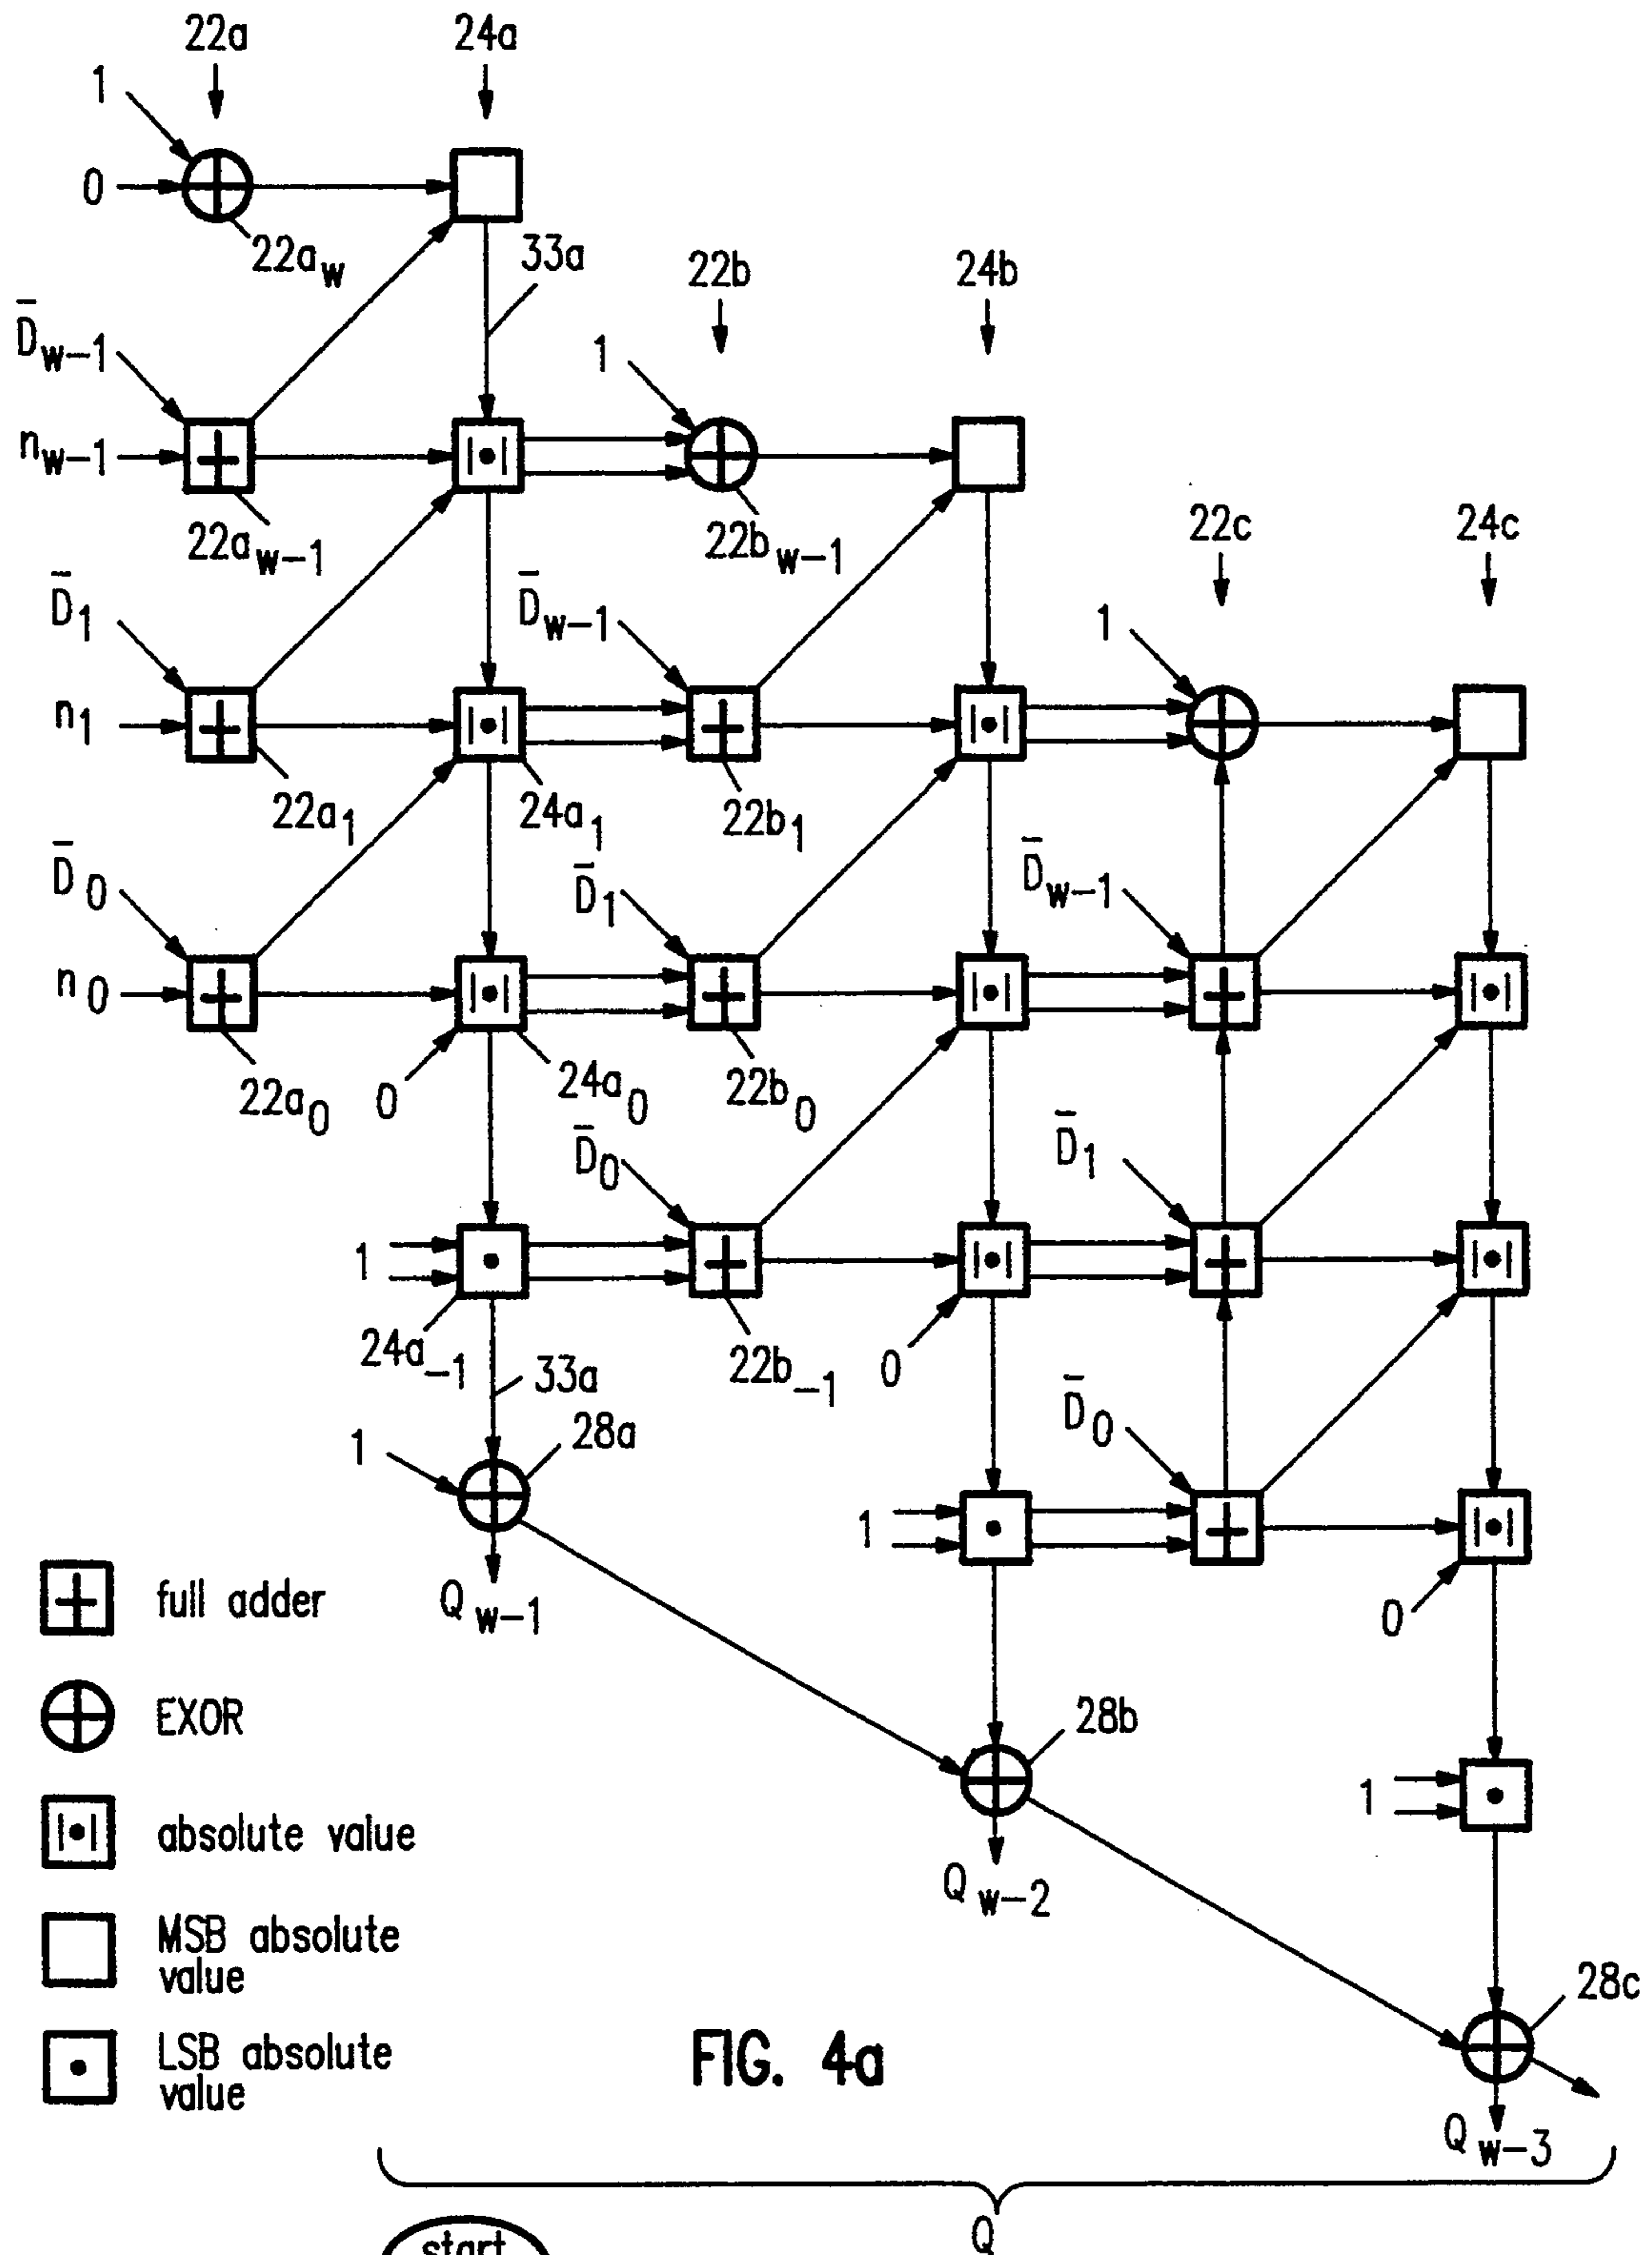 22a 24a
1
0
22a_w 33a 22b 24b
D̄_w-1 1
n_w-1
22a_w-1 22b_w-1 22c 24c
D̄_1 D̄_w-1 1
n_1
22a_1 24a_1 22b_1
D̄_0 D̄_1 D̄_w-1
n_0
22a_0 0 24a_0 22b_0
D̄_0 D̄_1
1
24a_-1 33a 22b_-1 0
1 28a D̄_0
1
Q_w-1 0
full adder
EXOR 28b
1
absolute value
Q_w-2
MSB absolute
value
28c
LSB absolute
value
FIG. 4a
Q_w-3
Q
start